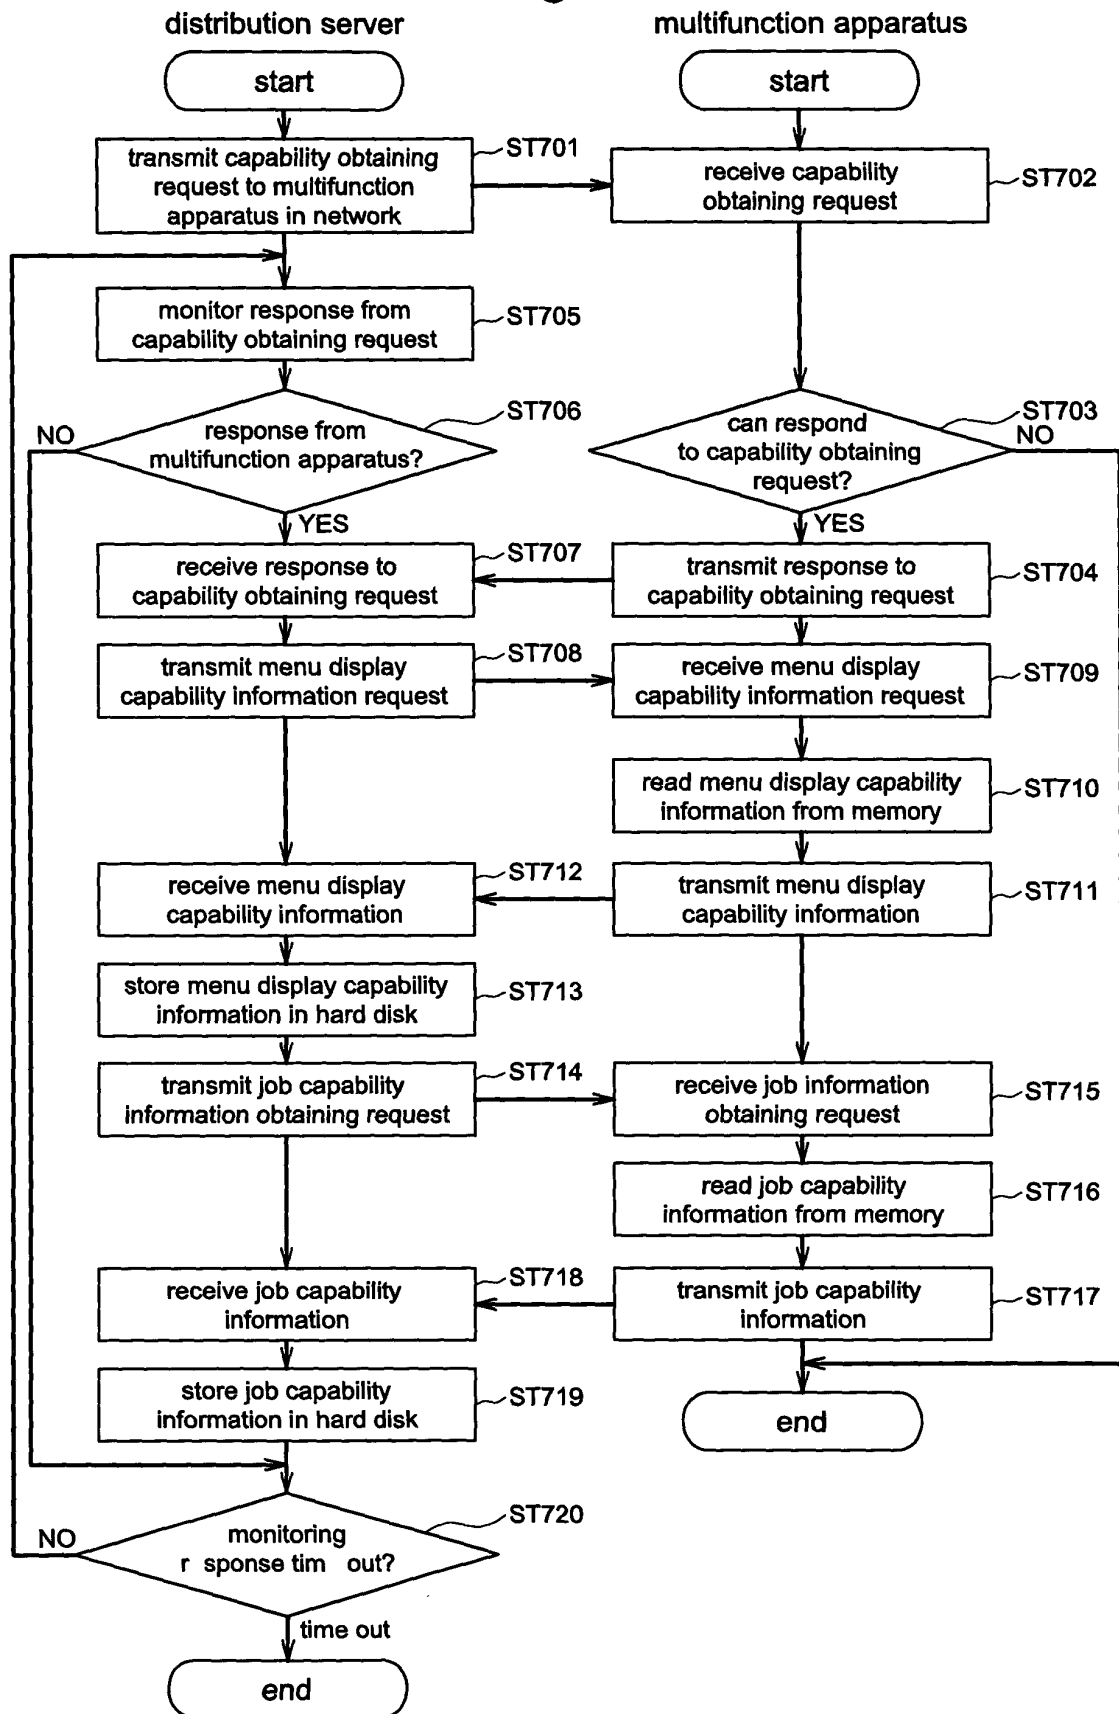 distribution server
start
transmit capability obtaining
request to multifunction
apparatus in network
ST701
monitor response from
capability obtaining request
ST705
response from
multifunction apparatus?
ST706
NO
YES
receive response to
capability obtaining request
ST707
transmit menu display
capability information request
ST708
receive menu display
capability information
ST712
store menu display capability
information in hard disk
ST713
transmit job capability
information obtaining request
ST714
receive job capability
information
ST718
store job capability
information in hard disk
ST719
monitoring
r sponse tim out?
ST720
NO
time out
end
multifunction apparatus
start
receive capability
obtaining request
ST702
can respond
to capability obtaining
request?
ST703
NO
YES
transmit response to
capability obtaining request
ST704
receive menu display
capability information request
ST709
read menu display capability
information from memory
ST710
transmit menu display
capability information
ST711
receive job information
obtaining request
ST715
read job capability
information from memory
ST716
transmit job capability
information
ST717
end